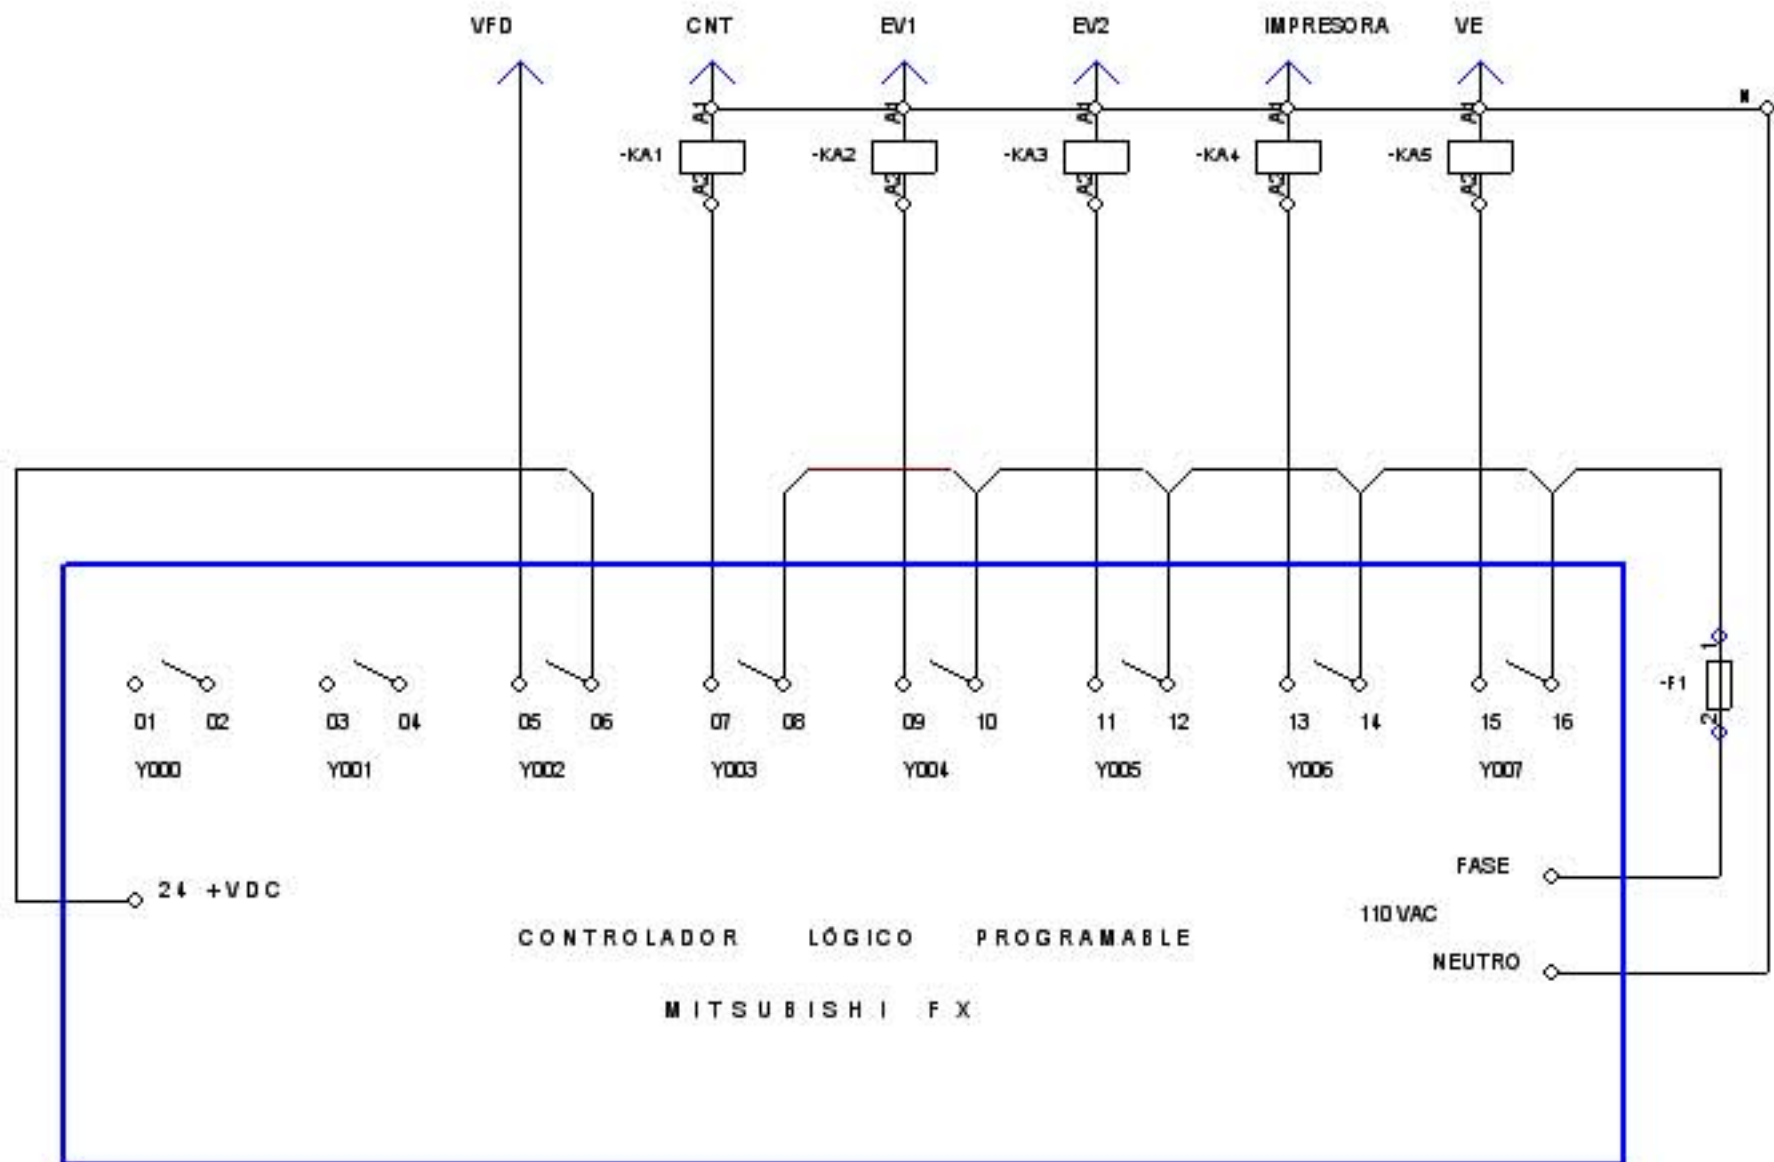 VFD CNT EV1 EV2 IMPRESORA VE
N
A1 A1 A1 A1 A1
-KA1 -KA2 -KA3 -KA4 -KA5
A2 A2 A2 A2 A2
1
-F1
2
01 02 03 04 05 06 07 08 09 10 11 12 13 14 15 16
Y000 Y001 Y002 Y003 Y004 Y005 Y006 Y007
FASE
24 +VDC
110 VAC
CONTROLADOR LÓGICO PROGRAMABLE
NEUTRO
MITSUBISHI FX